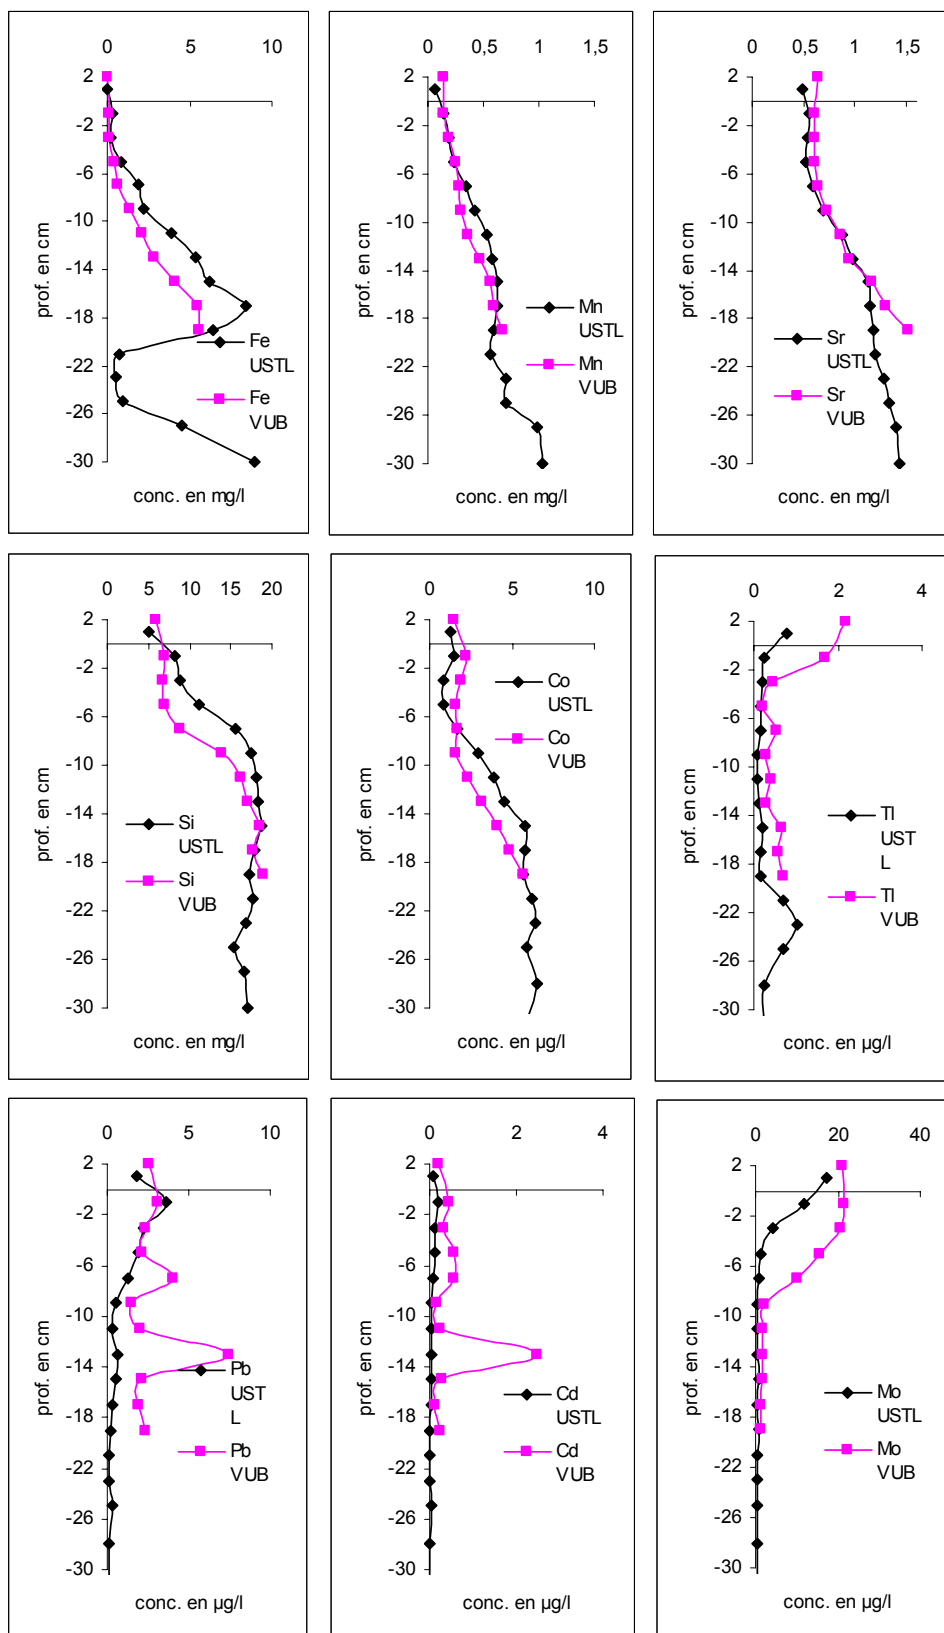 0 5 10
2
-2
-6
-10
-14
-18
-22
-26
-30
prof. en cm
Fe
USTL
Fe
VUB
conc. en mg/l
0 0,5 1 1,5
2
-2
-6
-10
-14
-18
-22
-26
-30
prof. en cm
Mn
USTL
Mn
VUB
conc. en mg/l
0 0,5 1 1,5
2
-2
-6
-10
-14
-18
-22
-26
-30
prof. en cm
Sr
USTL
Sr
VUB
conc. en mg/l
0 5 10 15 20
2
-2
-6
-10
-14
-18
-22
-26
-30
prof. en cm
Si
USTL
Si
VUB
conc. en mg/l
0 5 10
2
-2
-6
-10
-14
-18
-22
-26
-30
prof. en cm
Co
USTL
Co
VUB
conc. en µg/l
0 2 4
2
-2
-6
-10
-14
-18
-22
-26
-30
prof. en cm
Tl
UST
L
Tl
VUB
conc. en µg/l
0 5 10
2
-2
-6
-10
-14
-18
-22
-26
-30
prof. en cm
Pb
UST
L
Pb
VUB
conc. en µg/l
0 2 4
2
-2
-6
-10
-14
-18
-22
-26
-30
prof. en cm
Cd
USTL
Cd
VUB
conc. en µg/l
0 20 40
2
-2
-6
-10
-14
-18
-22
-26
-30
prof. en cm
Mo
USTL
Mo
VUB
conc. en µg/l